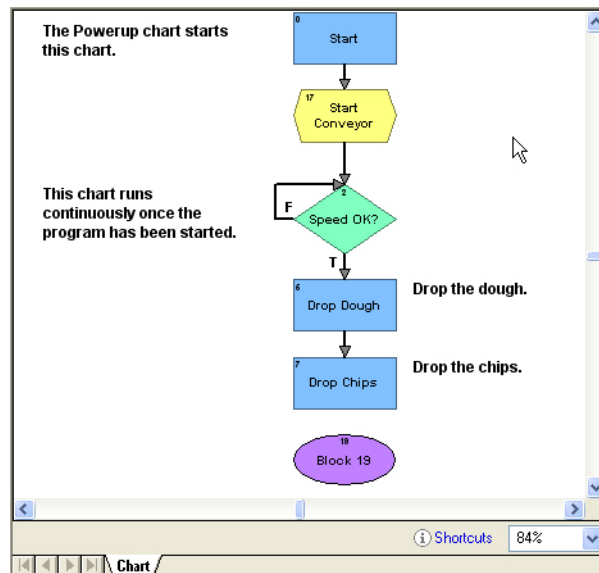 The Powerup chart starts
this chart.
0
Start
17
Start
Conveyor
This chart runs
continuously once the
program has been started.
2
F
Speed OK?
T
6
Drop Dough
Drop the dough.
7
Drop Chips
Drop the chips.
19
Block 19
Shortcuts
84%
Chart